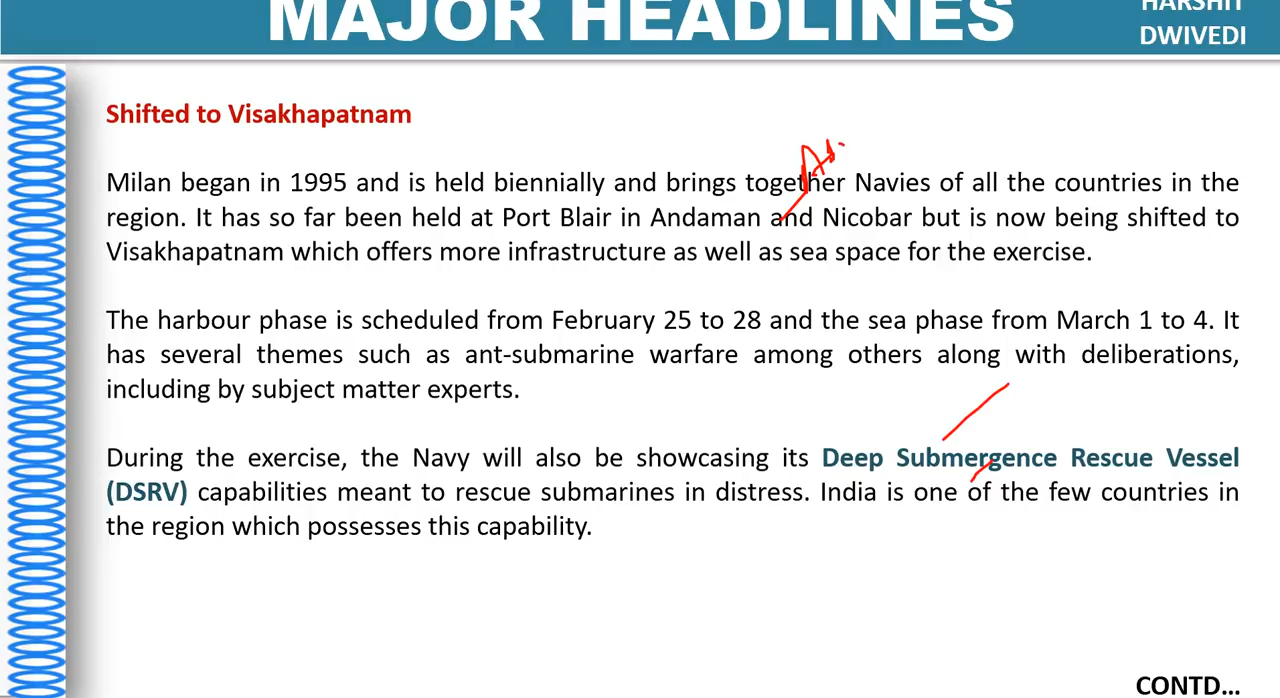 MAJOR HEADLINES
HARSHIT
DWIVEDI
Shifted to Visakhapatnam
Milan began in 1995 and is held biennially and brings together Navies of all the countries in the
region. It has so far been held at Port Blair in Andaman and Nicobar but is now being shifted to
Visakhapatnam which offers more infrastructure as well as sea space for the exercise.
The harbour phase is scheduled from February 25 to 28 and the sea phase from March 1 to 4. It
has several themes such as ant-submarine warfare among others along with deliberations,
including by subject matter experts.
During the exercise, the Navy will also be showcasing its Deep Submergence Rescue Vessel
(DSRV) capabilities meant to rescue submarines in distress. India is one of the few countries in
the region which possesses this capability.
CONTD...